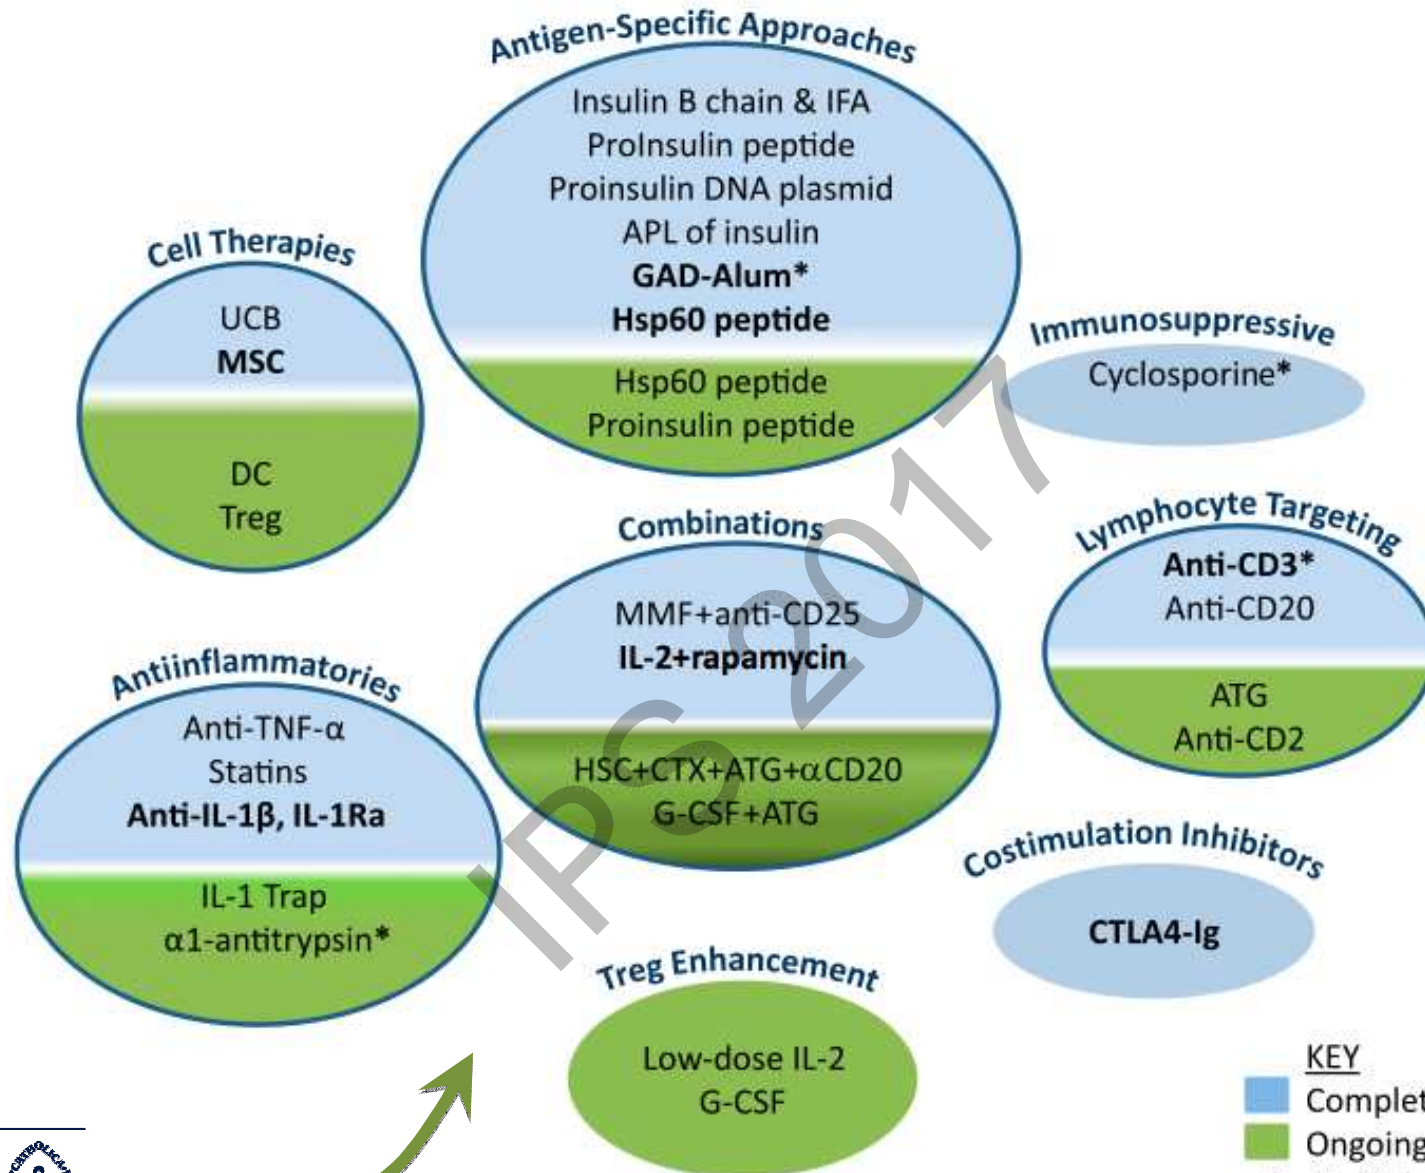 Antigen-Specific Approaches
Insulin B chain & IFA
ProInsulin peptide
Proinsulin DNA plasmid
APL of insulin
GAD-Alum*
Hsp60 peptide
Hsp60 peptide
Proinsulin peptide
Cell Therapies
UCB
MSC
DC
Treg
Immunosuppressive
Cyclosporine*
Combinations
MMF+anti-CD25
IL-2+rapamycin
HSC+CTX+ATG+αCD20
G-CSF+ATG
Lymphocyte Targeting
Anti-CD3*
Anti-CD20
ATG
Anti-CD2
Antiinflammatories
Anti-TNF-α
Statins
Anti-IL-1β, IL-1Ra
IL-1 Trap
α1-antitrypsin*
Costimulation Inhibitors
CTLA4-Ig
Treg Enhancement
Low-dose IL-2
G-CSF
KEY
Complet
Ongoing
IPS 2017
CATHOLICA